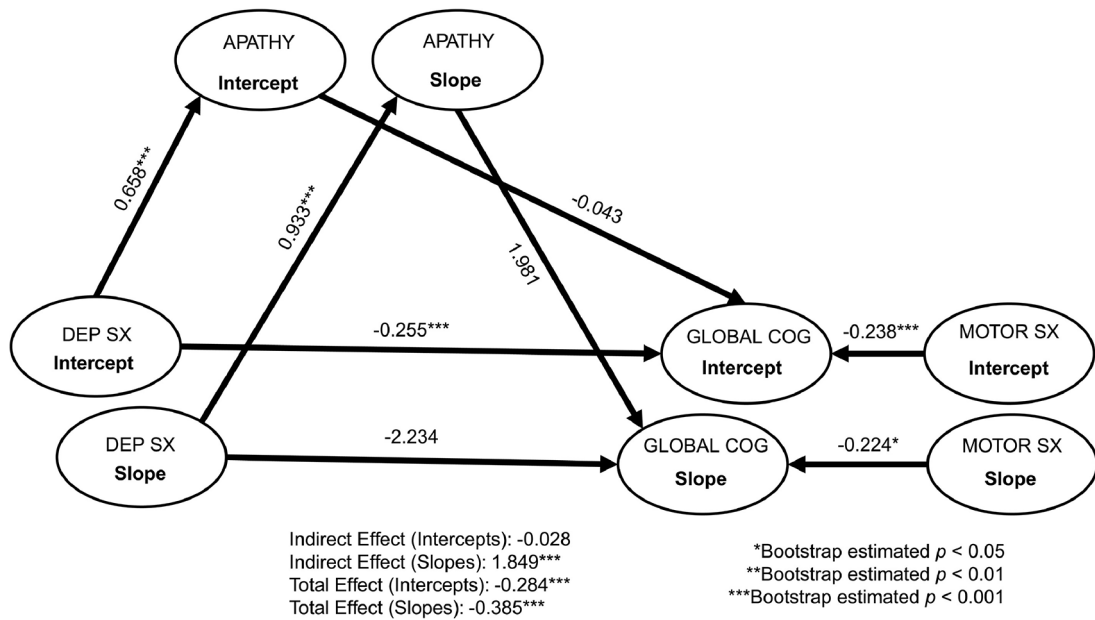 APATHY
Intercept
APATHY
Slope
0.658***
0.933***
1.981
-0.043
DEP SX
Intercept
-0.255***
GLOBAL COG
Intercept
-0.238***
MOTOR SX
Intercept
DEP SX
Slope
-2.234
GLOBAL COG
Slope
-0.224*
MOTOR SX
Slope
Indirect Effect (Intercepts): -0.028
Indirect Effect (Slopes): 1.849***
Total Effect (Intercepts): -0.284***
Total Effect (Slopes): -0.385***
*Bootstrap estimated p < 0.05
**Bootstrap estimated p < 0.01
***Bootstrap estimated p < 0.001